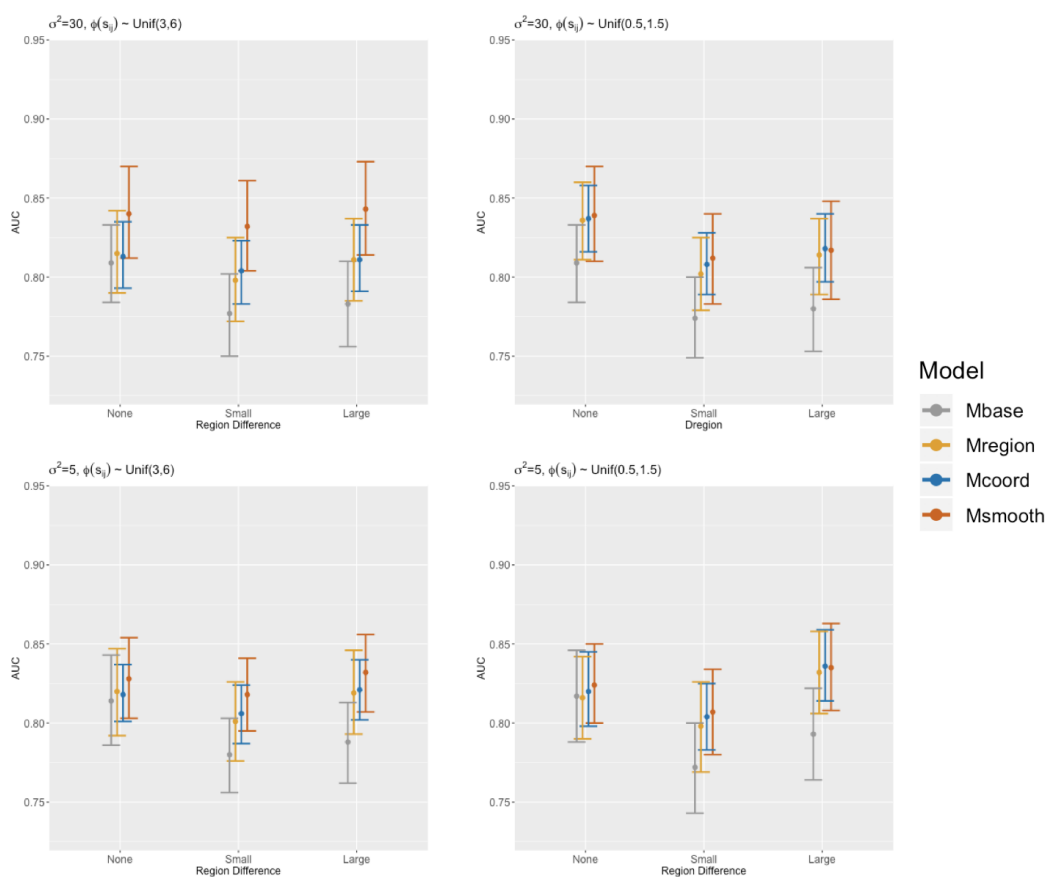 σ²=30, ϕ(sᵢⱼ) ~ Unif(3,6)
0.95
0.90
0.85
0.80
0.75
AUC
None Small Large
Region Difference
σ²=30, ϕ(sᵢⱼ) ~ Unif(0.5,1.5)
0.95
0.90
0.85
0.80
0.75
AUC
None Small Large
Dregion
σ²=5, ϕ(sᵢⱼ) ~ Unif(3,6)
0.95
0.90
0.85
0.80
0.75
AUC
None Small Large
Region Difference
σ²=5, ϕ(sᵢⱼ) ~ Unif(0.5,1.5)
0.95
0.90
0.85
0.80
0.75
AUC
None Small Large
Region Difference
Model
Mbase
Mregion
Mcoord
Msmooth